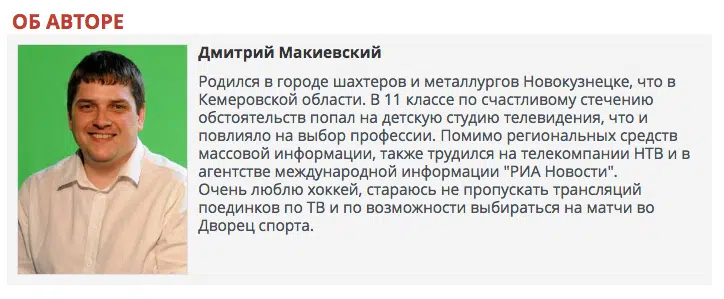 ОБ АВТОРЕ
Дмитрий Макиевский
Родился в городе шахтеров и металлургов Новокузнецке, что в
Кемеровской области. В 11 классе по счастливому стечению
обстоятельств попал на детскую студию телевидения, что и
повлияло на выбор профессии. Помимо региональных средств
массовой информации, также трудился на телекомпании НТВ и в
агентстве международной информации "РИА Новости".
Очень люблю хоккей, стараюсь не пропускать трансляций
поединков по ТВ и по возможности выбираться на матчи во
Дворец спорта.